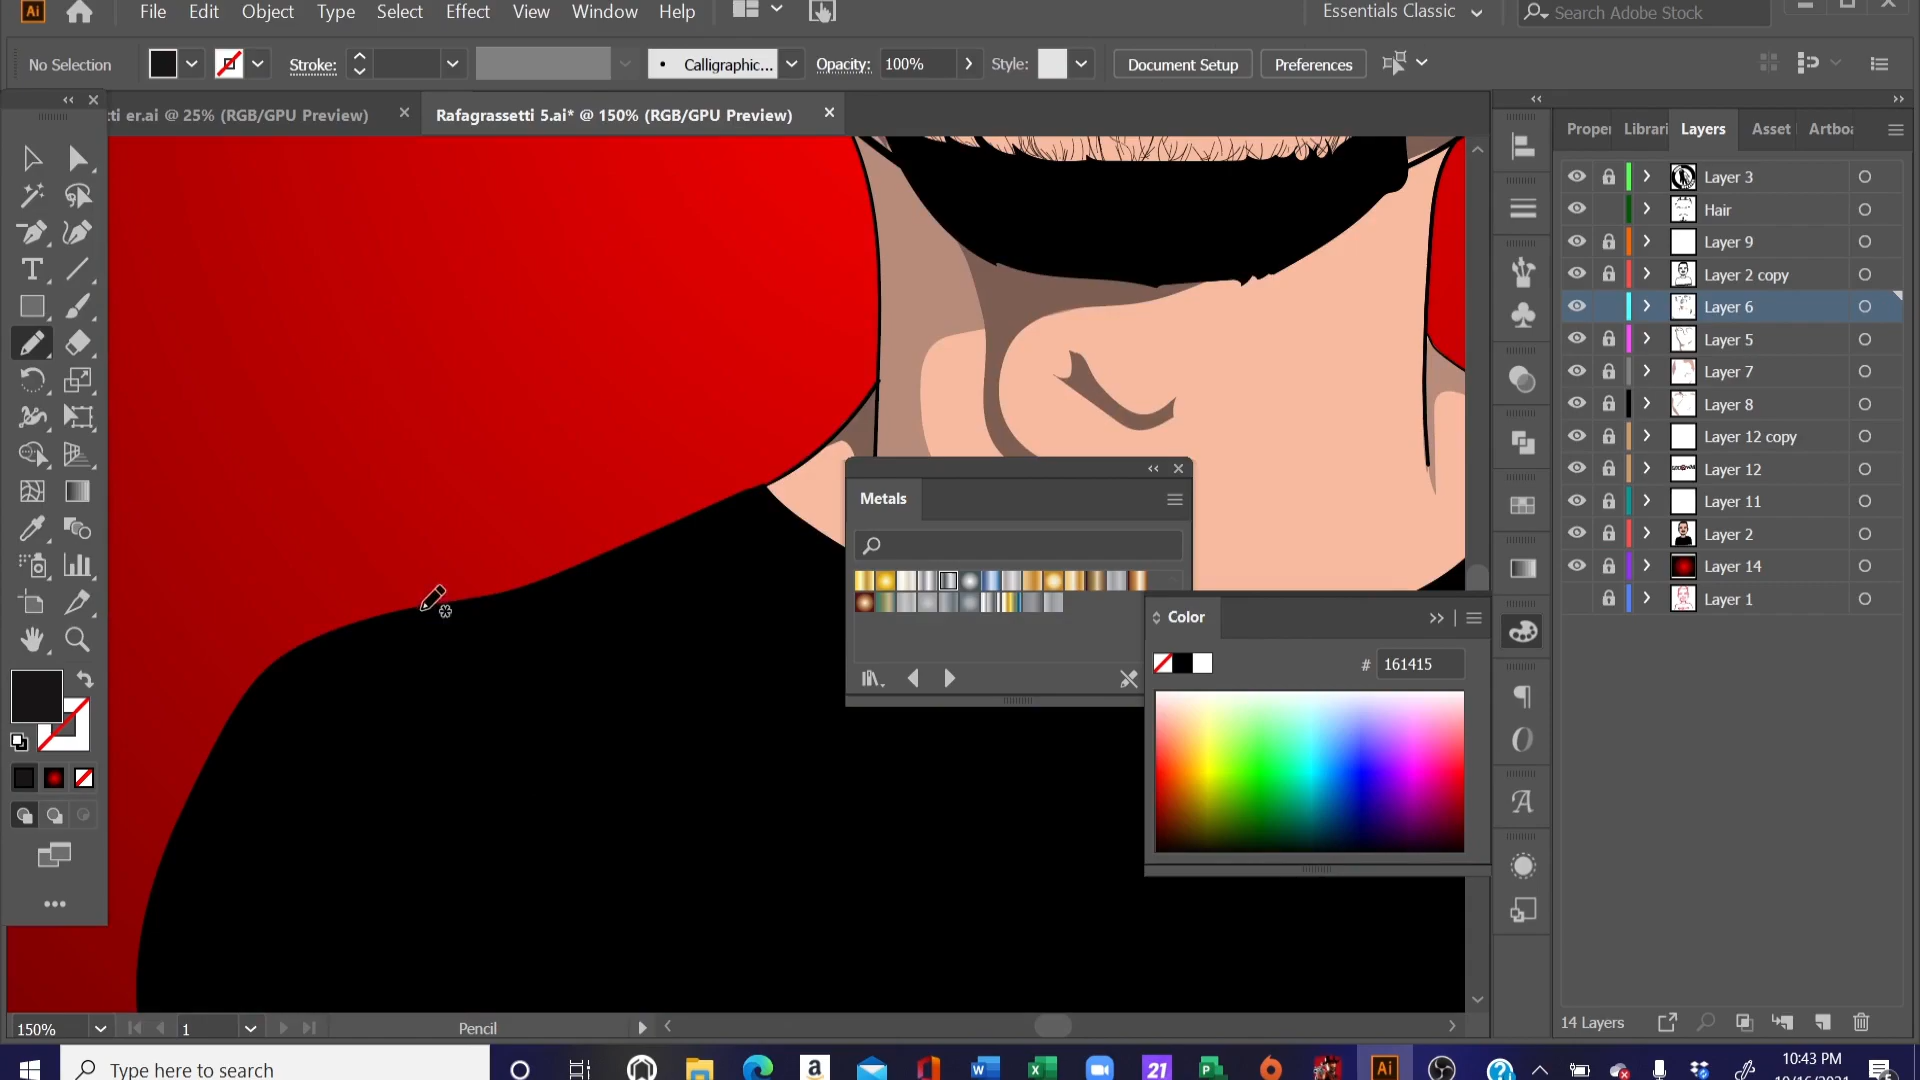 Ai File Edit Object Type Select Effect View Window Help Essentials Classic Search Adobe Stock
No Selection Stroke: Calligraphic... Opacity: 100% Style: Document Setup Preferences
tti er.ai @ 25% (RGB/GPU Preview) Rafagrassetti 5.ai* @ 150% (RGB/GPU Preview)
Proper Librari Layers Asset Artboa
Layer 3
Hair
Layer 9
Layer 2 copy
Layer 6
Layer 5
Layer 7
Layer 8
Layer 12 copy
Layer 12
Layer 11
Layer 2
Layer 14
Layer 1
Metals
Color
# 161415
150% 1 Pencil 14 Layers
Type here to search 10:43 PM